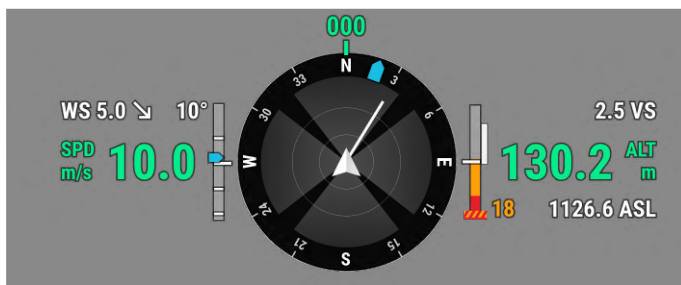 000
N
33
3
WS 5.0 ↘ 10°
2.5 VS
30
6
SPD
m/s
10.0
W
E
130.2
ALT
m
24
12
18
1126.6 ASL
21
15
S